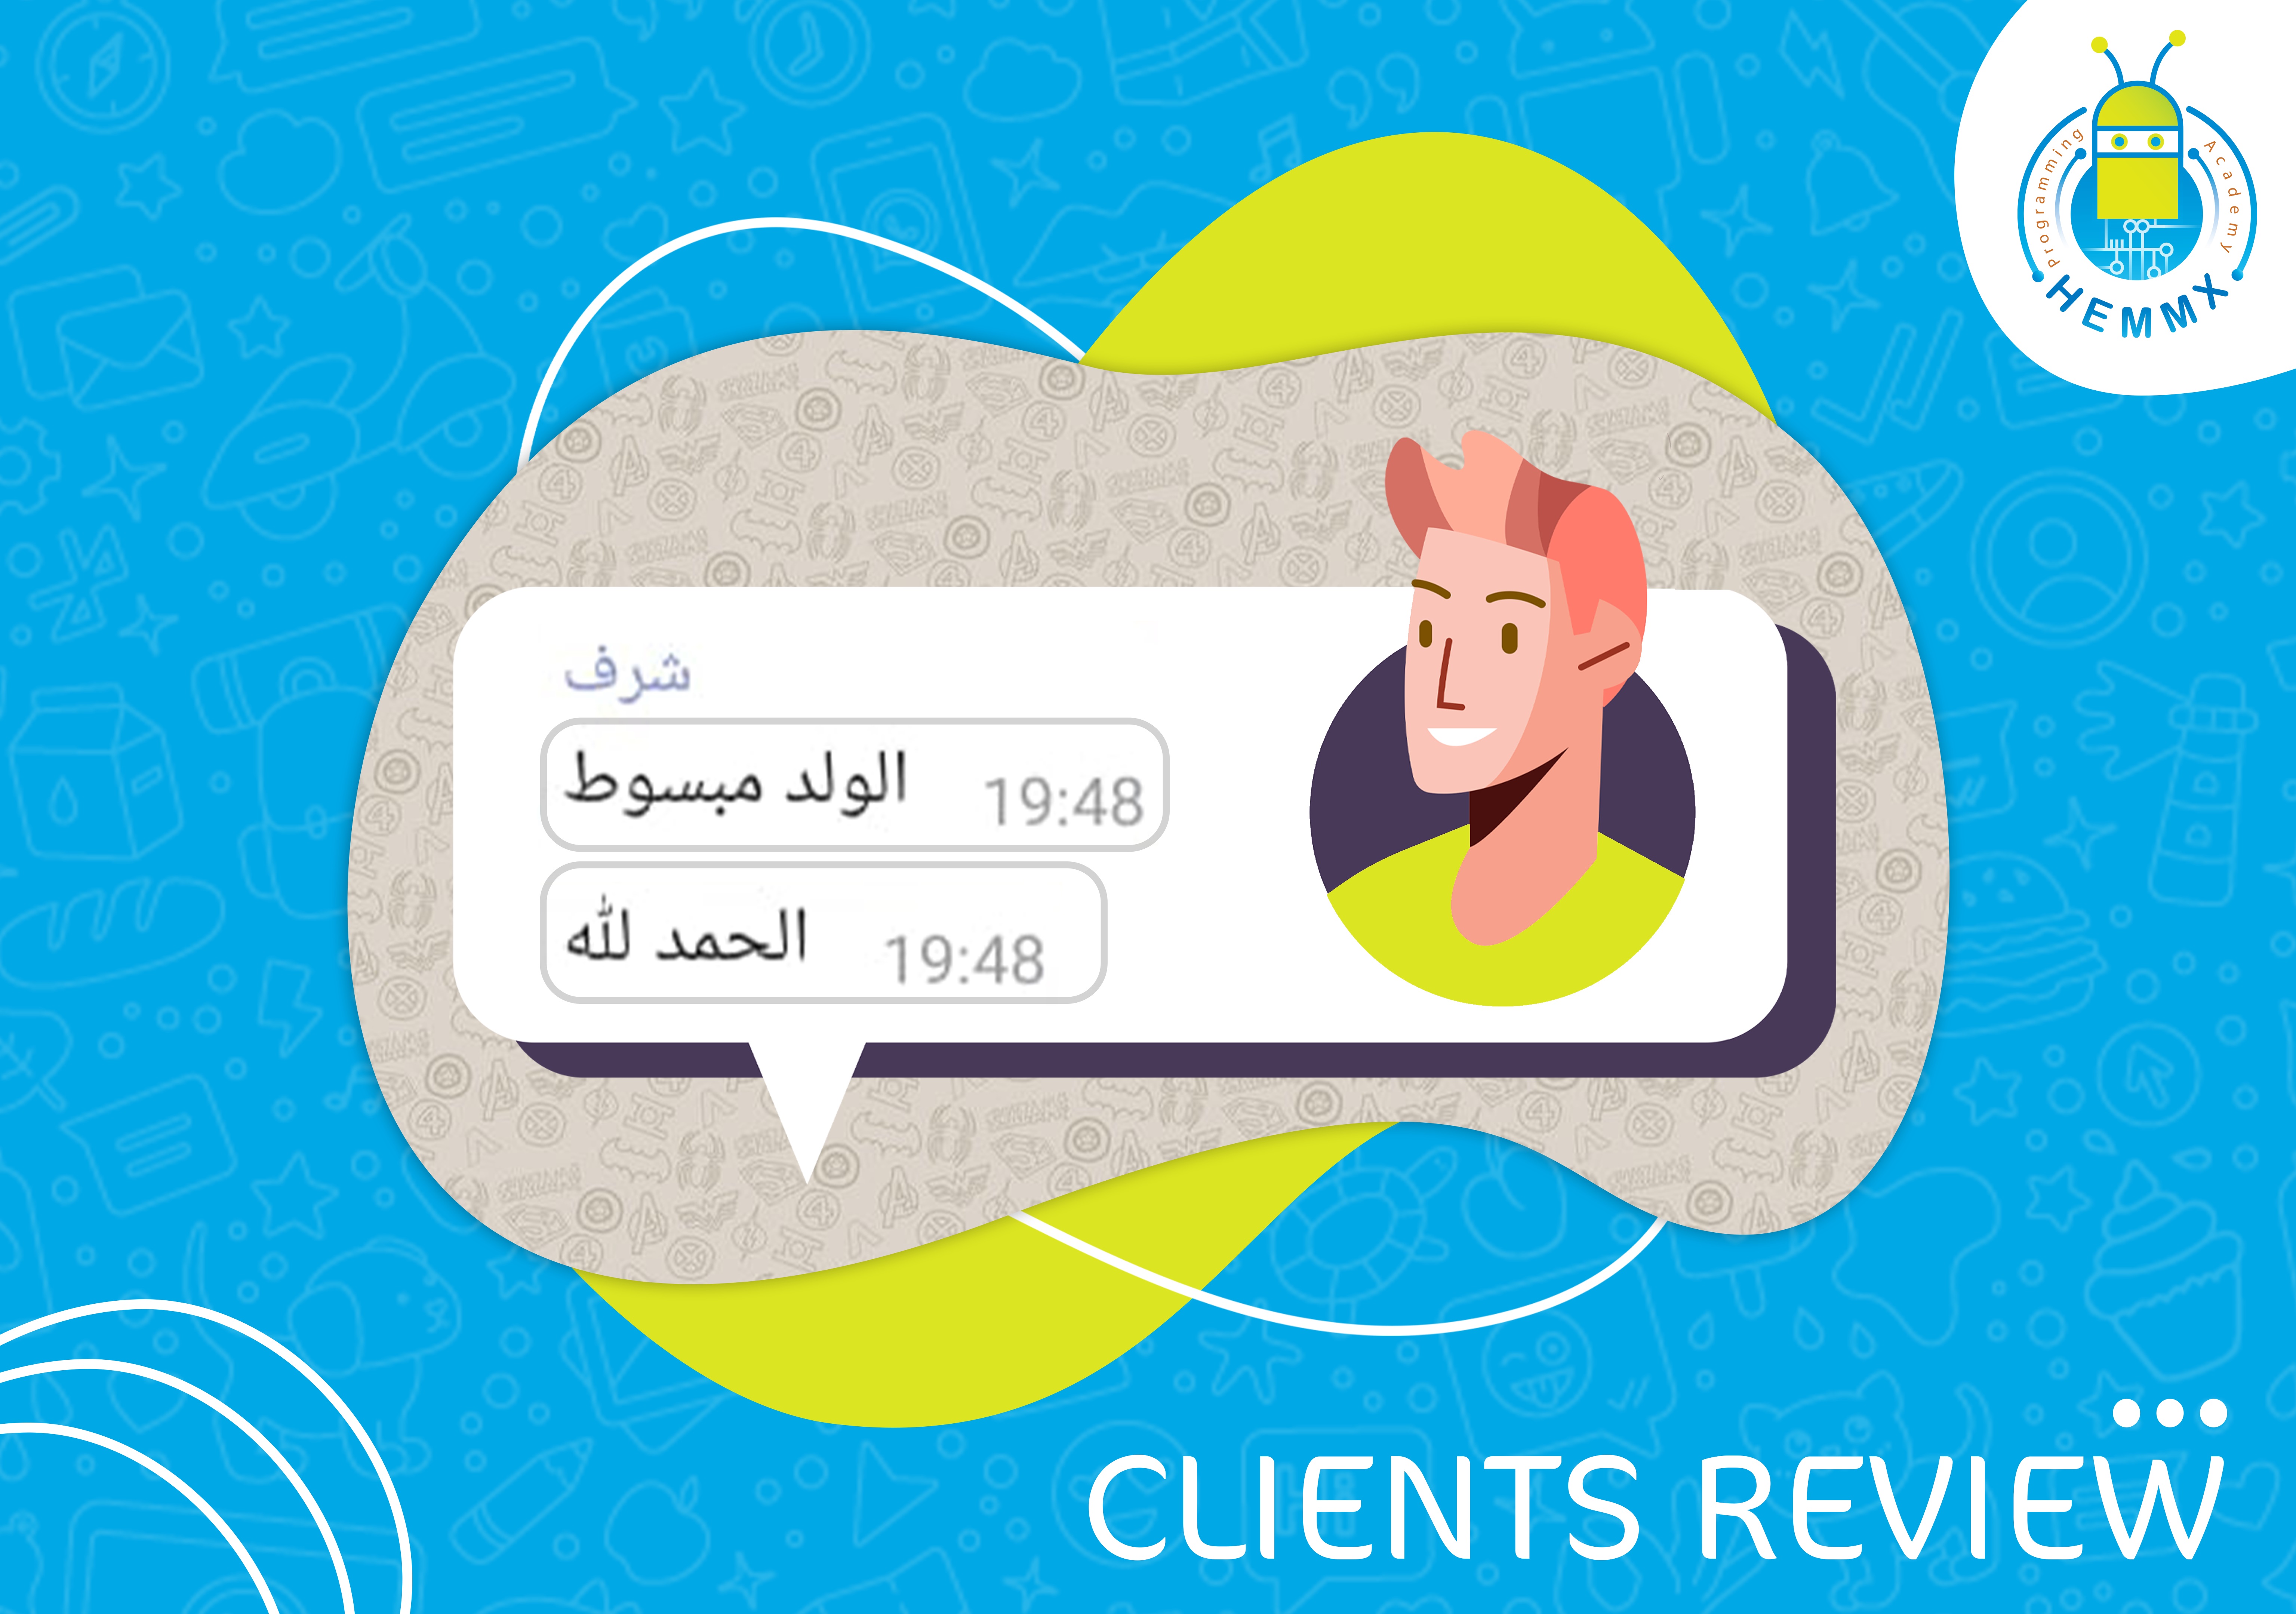 Programming Academy
HEMMX
شرف
الولد مبسوط 19:48
الحمد لله 19:48
CLIENTS REVIEW